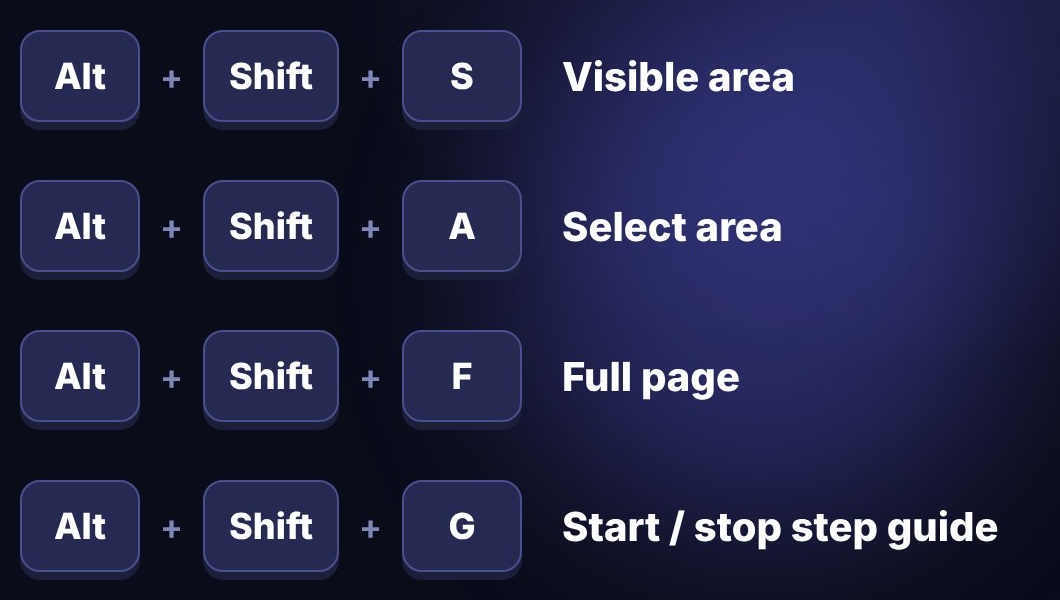 Alt + Shift + S Visible area
Alt + Shift + A Select area
Alt + Shift + F Full page
Alt + Shift + G Start / stop step guide